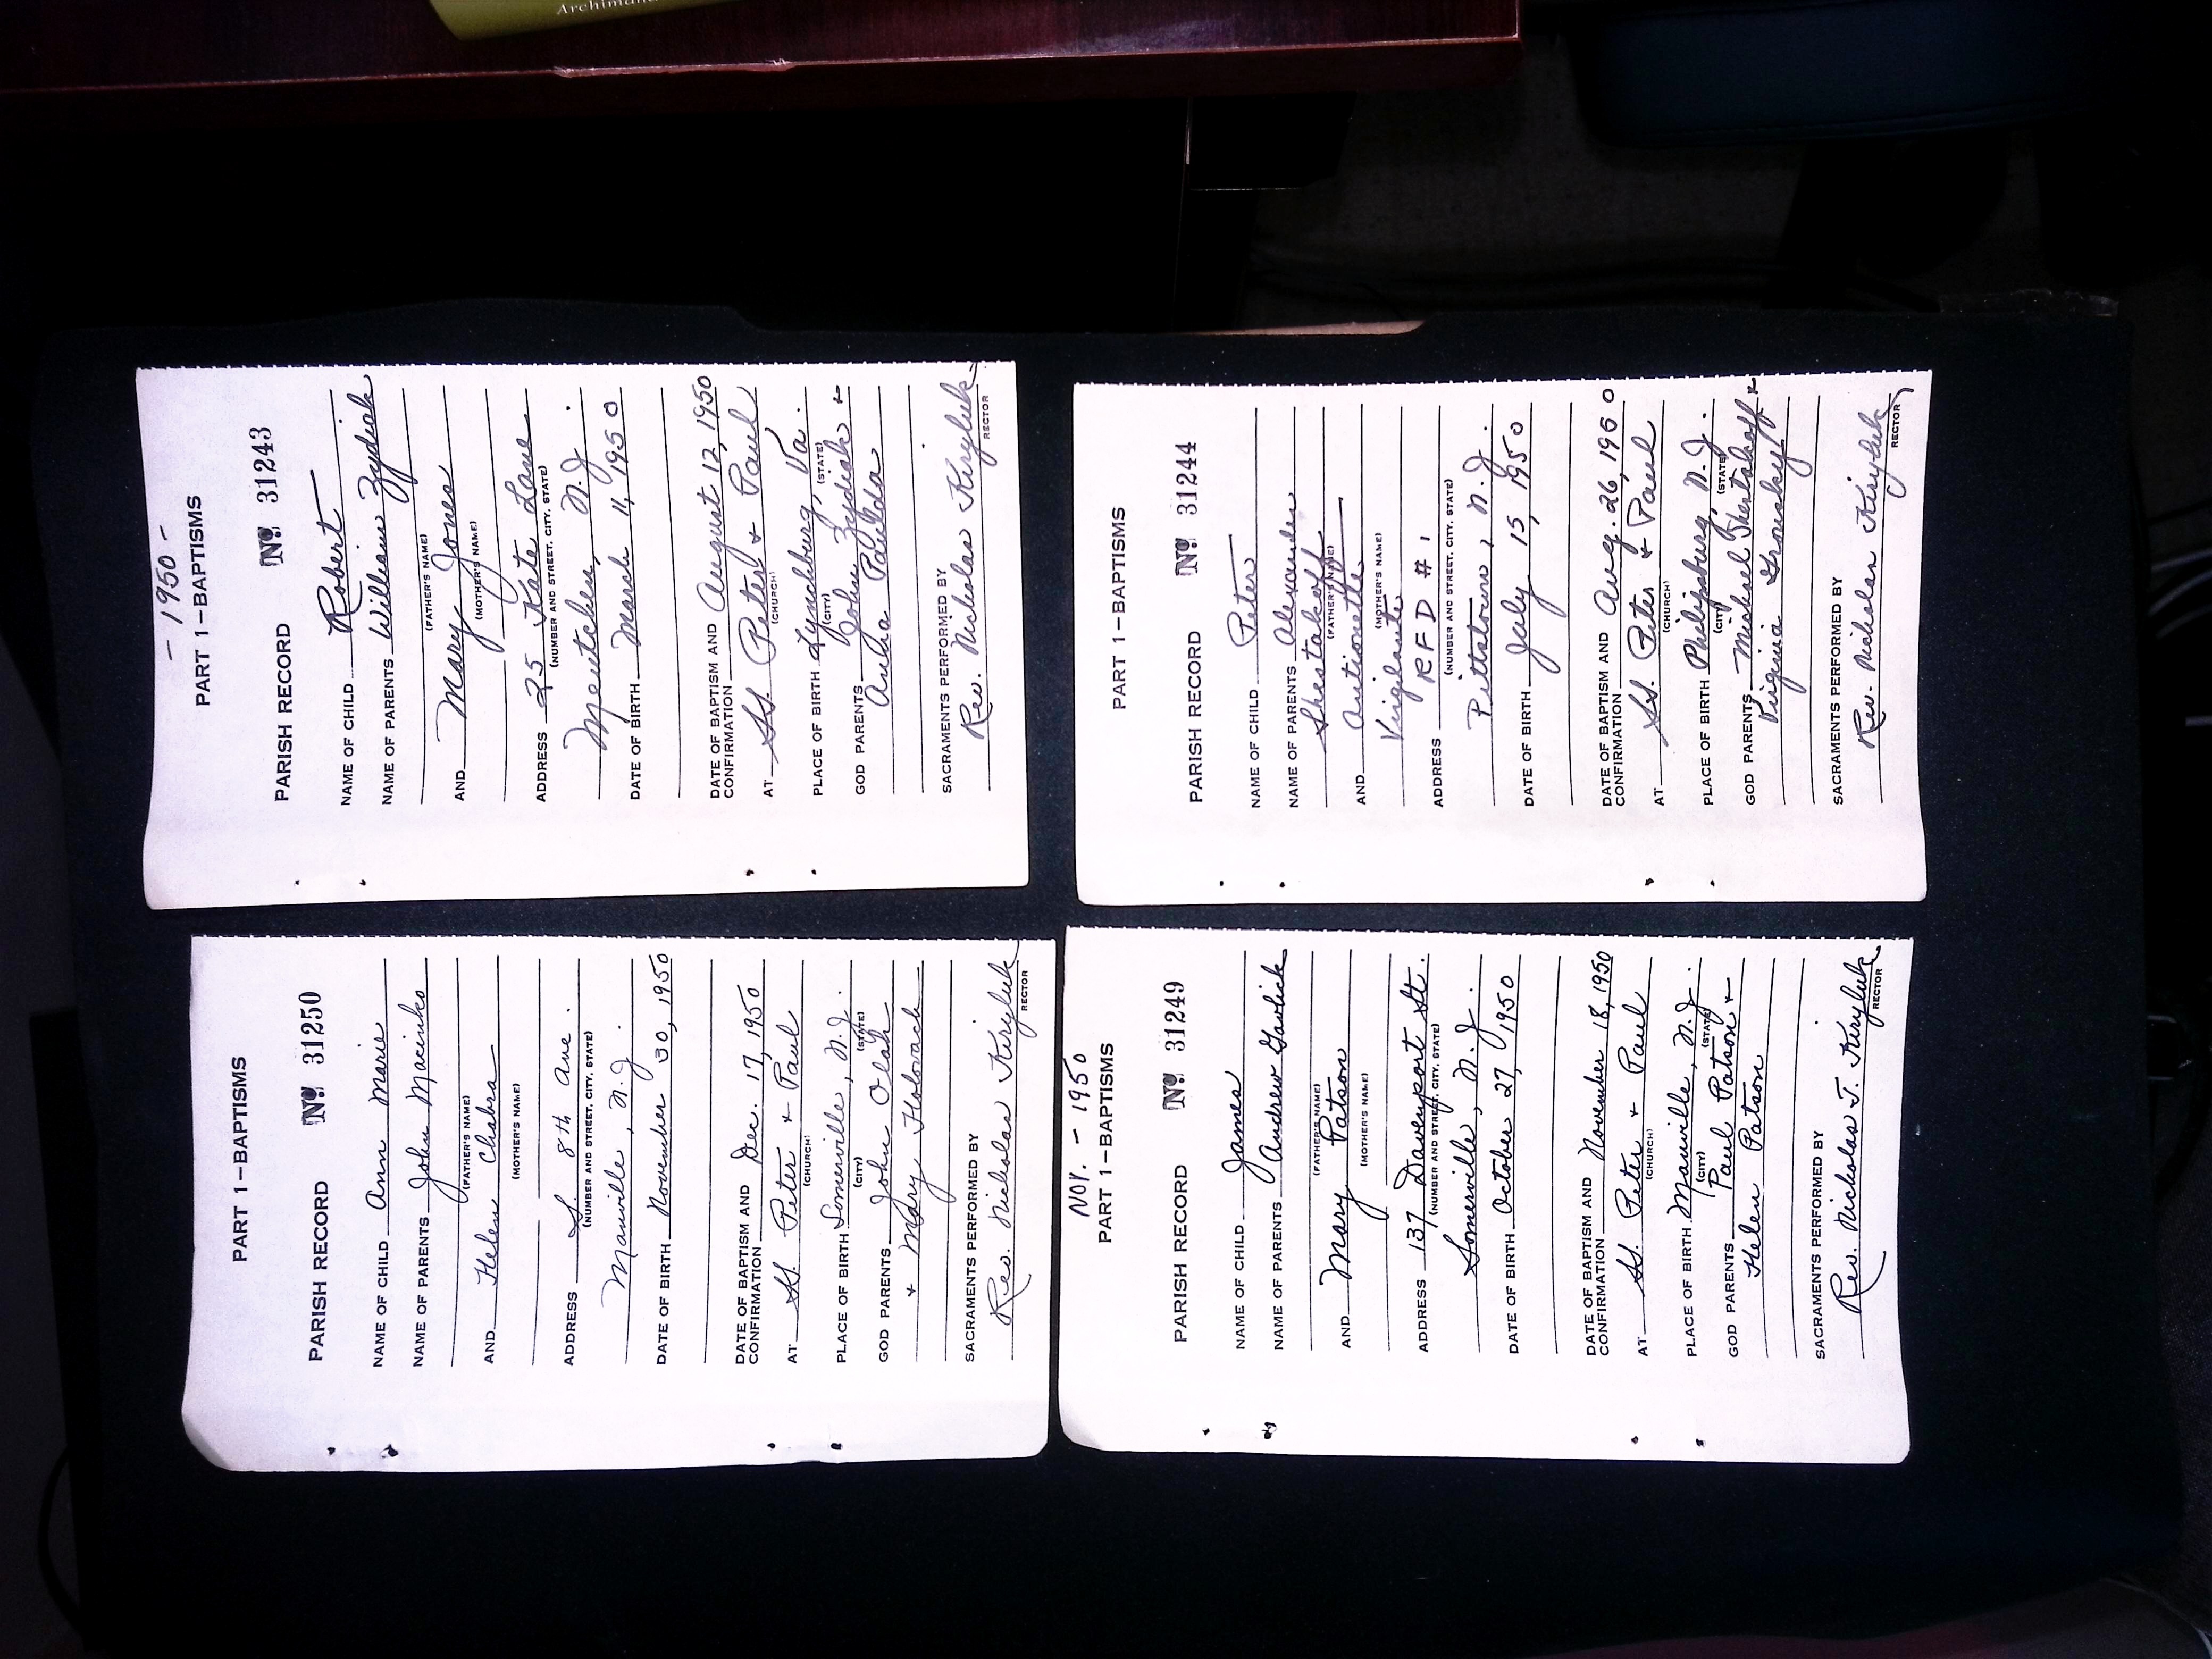 PART 1—BAPTISMS
PARISH RECORD No 31250
NAME OF CHILD Ann Marie
NAME OF PARENTS John Macinko
(FATHER'S NAME)
AND Helen Chabra
(MOTHER'S NAME)
ADDRESS S. 8th Ave.
(NUMBER AND STREET, CITY, STATE)
Manville, N.J.
DATE OF BIRTH November 30, 1950
DATE OF BAPTISM AND
CONFIRMATION Dec. 17, 1950
AT SS. Peter + Paul
(CHURCH)
PLACE OF BIRTH Somerville, N.J.
(CITY) (STATE)
GOD PARENTS John Olah
+ Mary Holovach
SACRAMENTS PERFORMED BY
Rev. Nicholas Kiryluk
RECTOR
- 1950 -
PART 1—BAPTISMS
PARISH RECORD No 31243
NAME OF CHILD Robert
NAME OF PARENTS William Zydiak
(FATHER'S NAME)
AND Mary Jones
(MOTHER'S NAME)
ADDRESS 25 Kate Lane
(NUMBER AND STREET, CITY, STATE)
Meutchen, N.J.
DATE OF BIRTH March 11, 1950
DATE OF BAPTISM AND
CONFIRMATION August 12, 1950
AT SS. Peter + Paul
(CHURCH)
PLACE OF BIRTH Lynchburg, Va.
(CITY) (STATE)
GOD PARENTS John Zydiak +
Anna Paulda
SACRAMENTS PERFORMED BY
Rev. Nicholas Kiryluk
RECTOR
NOV. - 1950
PART 1—BAPTISMS
PARISH RECORD No 31249
NAME OF CHILD James
NAME OF PARENTS Andrew Gavlick
(FATHER'S NAME)
AND Mary Patson
(MOTHER'S NAME)
ADDRESS 137 Davenport St.
(NUMBER AND STREET, CITY, STATE)
Somerville, N.J.
DATE OF BIRTH October 27, 1950
DATE OF BAPTISM AND
CONFIRMATION November 18, 1950
AT SS. Peter + Paul
(CHURCH)
PLACE OF BIRTH Manville, N.J.
(CITY) (STATE)
GOD PARENTS Paul Patson +
Helen Patson
SACRAMENTS PERFORMED BY
Rev. Nickolas T. Kiryluk
RECTOR
PART 1—BAPTISMS
PARISH RECORD No 31244
NAME OF CHILD Peter
NAME OF PARENTS Alexander
Shestakoff
(FATHER'S NAME)
AND Antionette
(MOTHER'S NAME)
Virgilante
ADDRESS RFD # 1
(NUMBER AND STREET, CITY, STATE)
Pittstown, N.J.
DATE OF BIRTH July 15, 1950
DATE OF BAPTISM AND
CONFIRMATION Aug. 26, 1950
AT SS. Peter + Paul
(CHURCH)
PLACE OF BIRTH Philipsburg, N.J.
(CITY) (STATE)
GOD PARENTS Michael Shestakoff +
Virginia Gronsky
SACRAMENTS PERFORMED BY
Rev. Nicholas Kiryluk
RECTOR